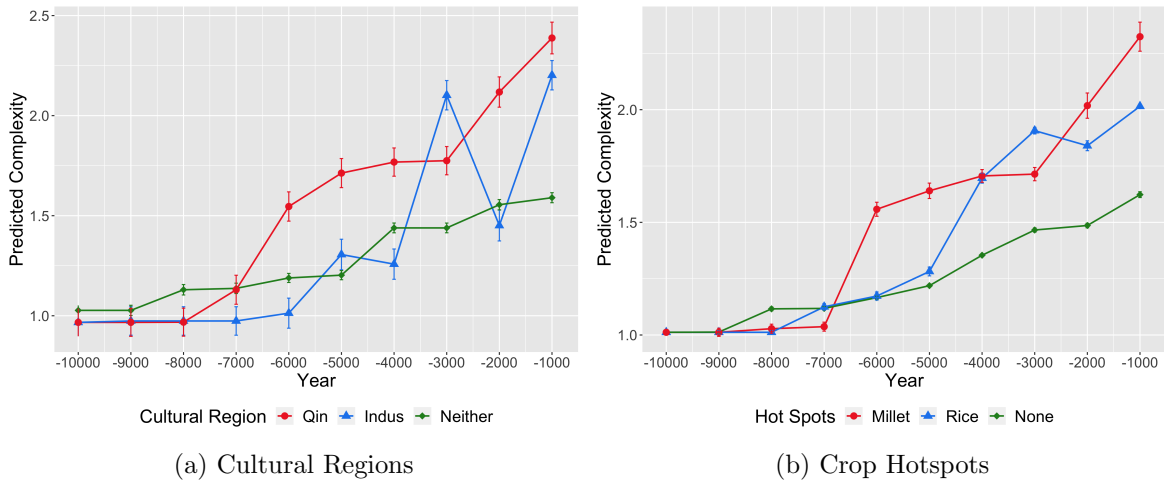 Predicted Complexity
2.5
2.0
1.5
1.0
-10000 -9000 -8000 -7000 -6000 -5000 -4000 -3000 -2000 -1000
Year
Cultural Region Qin Indus Neither
(a) Cultural Regions
Predicted Complexity
2.0
1.5
1.0
-10000 -9000 -8000 -7000 -6000 -5000 -4000 -3000 -2000 -1000
Year
Hot Spots Millet Rice None
(b) Crop Hotspots